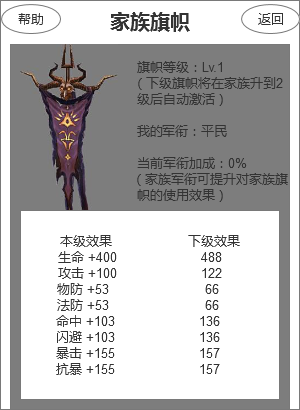 帮助 家族旗帜 返回
旗帜等级：Lv.1
( 下级旗帜将在家族升到2
级后自动激活 )
我的军衔：平民
当前军衔加成：0%
( 家族军衔可提升对家族旗
帜的使用效果 )
本级效果 下级效果
生命 +400 488
攻击 +100 122
物防 +53 66
法防 +53 66
命中 +103 136
闪避 +103 136
暴击 +155 157
抗暴 +155 157